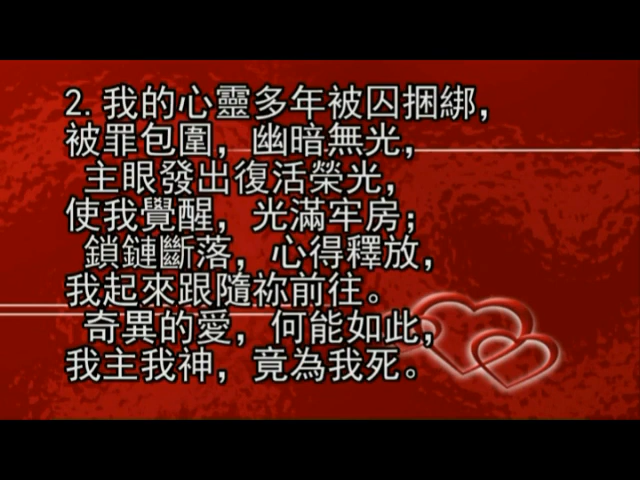 2.我的心靈多年被囚捆綁，
被罪包圍，幽暗無光，
主眼發出復活榮光，
使我覺醒，光滿牢房；
鎖鏈斷落，心得釋放，
我起來跟隨祢前往。
奇異的愛，何能如此，
我主我神，竟為我死。